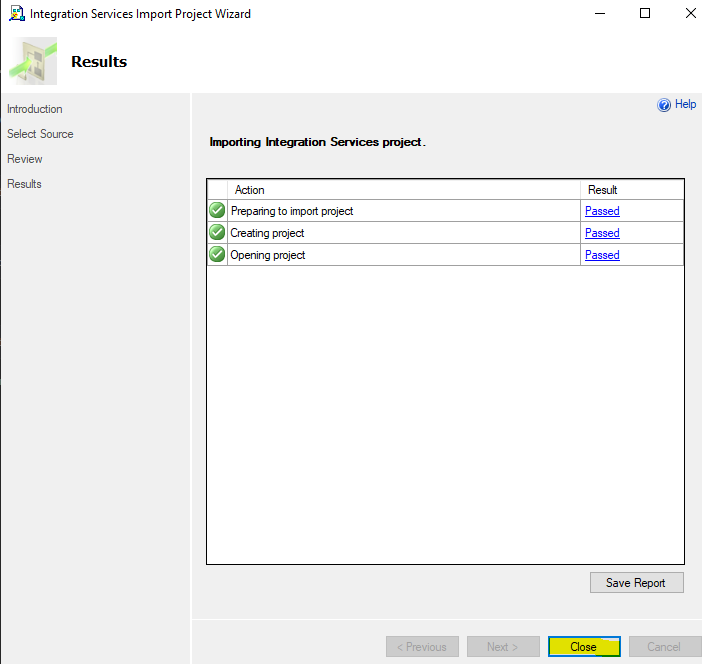 Integration Services Import Project Wizard
Results
Help
Introduction
Select Source
Review
Results
Importing Integration Services project.
Action Result
Preparing to import project Passed
Creating project Passed
Opening project Passed
Save Report
< Previous Next > Close Cancel